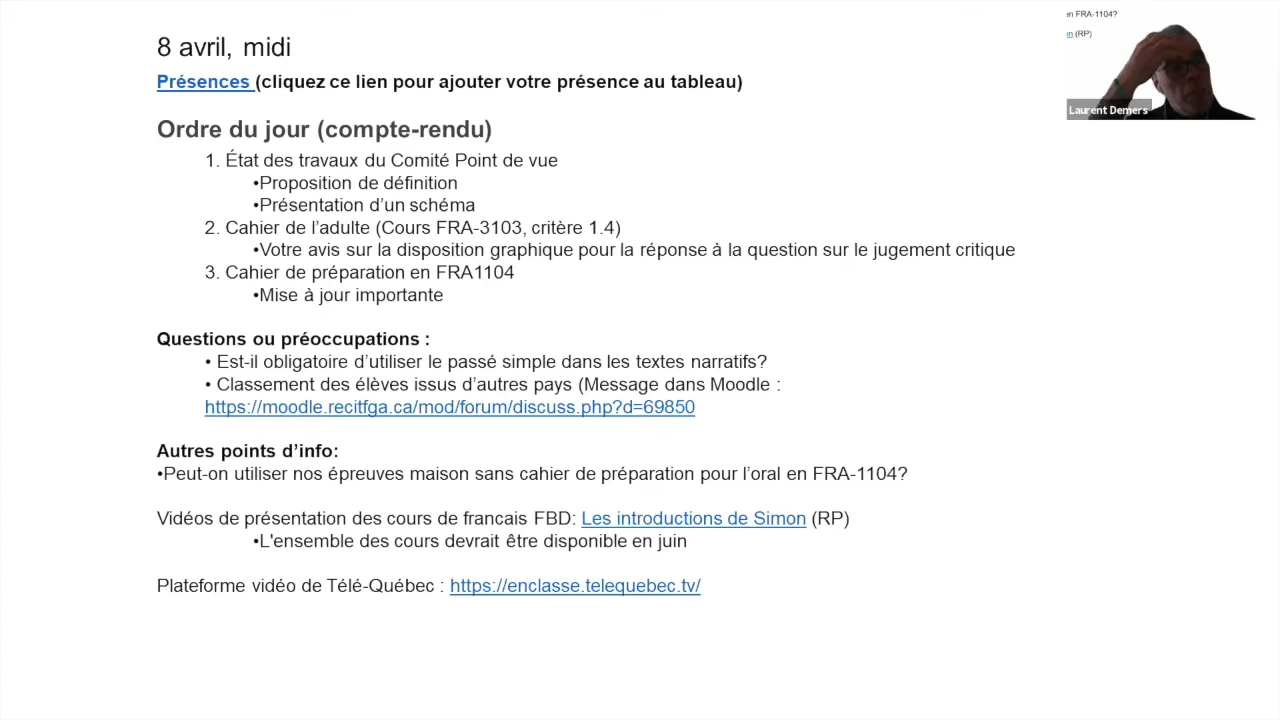 8 avril, midi
Présences (cliquez ce lien pour ajouter votre présence au tableau)
Ordre du jour (compte-rendu)
1. État des travaux du Comité Point de vue
•Proposition de définition
•Présentation d’un schéma
2. Cahier de l’adulte (Cours FRA-3103, critère 1.4)
•Votre avis sur la disposition graphique pour la réponse à la question sur le jugement critique
3. Cahier de préparation en FRA1104
•Mise à jour importante
Questions ou préoccupations :
• Est-il obligatoire d’utiliser le passé simple dans les textes narratifs?
• Classement des élèves issus d’autres pays (Message dans Moodle :
https://moodle.recitfga.ca/mod/forum/discuss.php?d=69850
Autres points d’info:
•Peut-on utiliser nos épreuves maison sans cahier de préparation pour l’oral en FRA-1104?
Vidéos de présentation des cours de francais FBD: Les introductions de Simon (RP)
•L'ensemble des cours devrait être disponible en juin
Plateforme vidéo de Télé-Québec : https://enclasse.telequebec.tv/
en FRA-1104?
(RP)
Laurent Demers